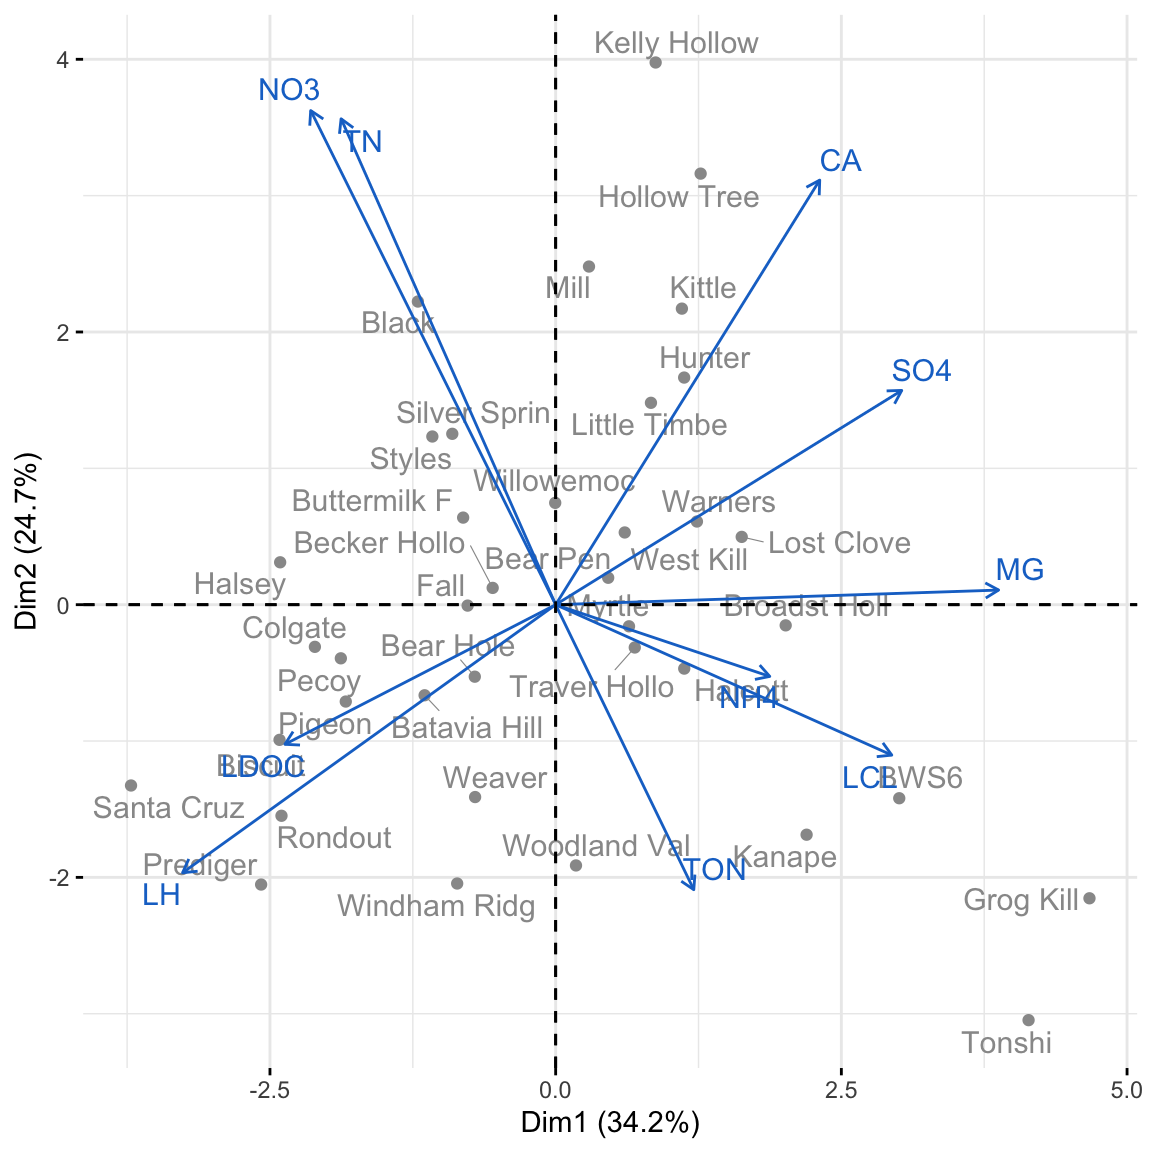 Kelly Hollow
4
NO3
TN
CA
Hollow Tree
Mill
Kittle
Black
2
Hunter
SO4
Silver Sprin
Little Timbe
Styles
Willowemoc
Buttermilk F
Warners
Becker Hollo
Bear Pen
West Kill
Lost Clove
Halsey
Fall
MG
Dim2 (24.7%)
0
Myrtle
Broadst Holl
Colgate
Bear Hole
Pecoy
Traver Hollo
Halcott
NH4
Pigeon
Batavia Hill
Biscuit
LDOC
Weaver
LCL
BWS6
Santa Cruz
Rondout
Woodland Val
Kanape
Prediger
-2
LH
TON
Windham Ridg
Grog Kill
Tonshi
-2.5
0.0
2.5
5.0
Dim1 (34.2%)